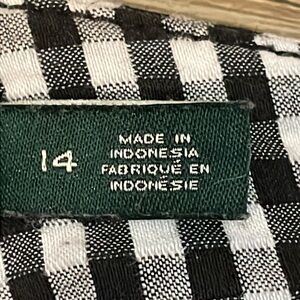 14
MADE IN
INDONESIA
FABRIQUÉ EN
INDONÉSIE